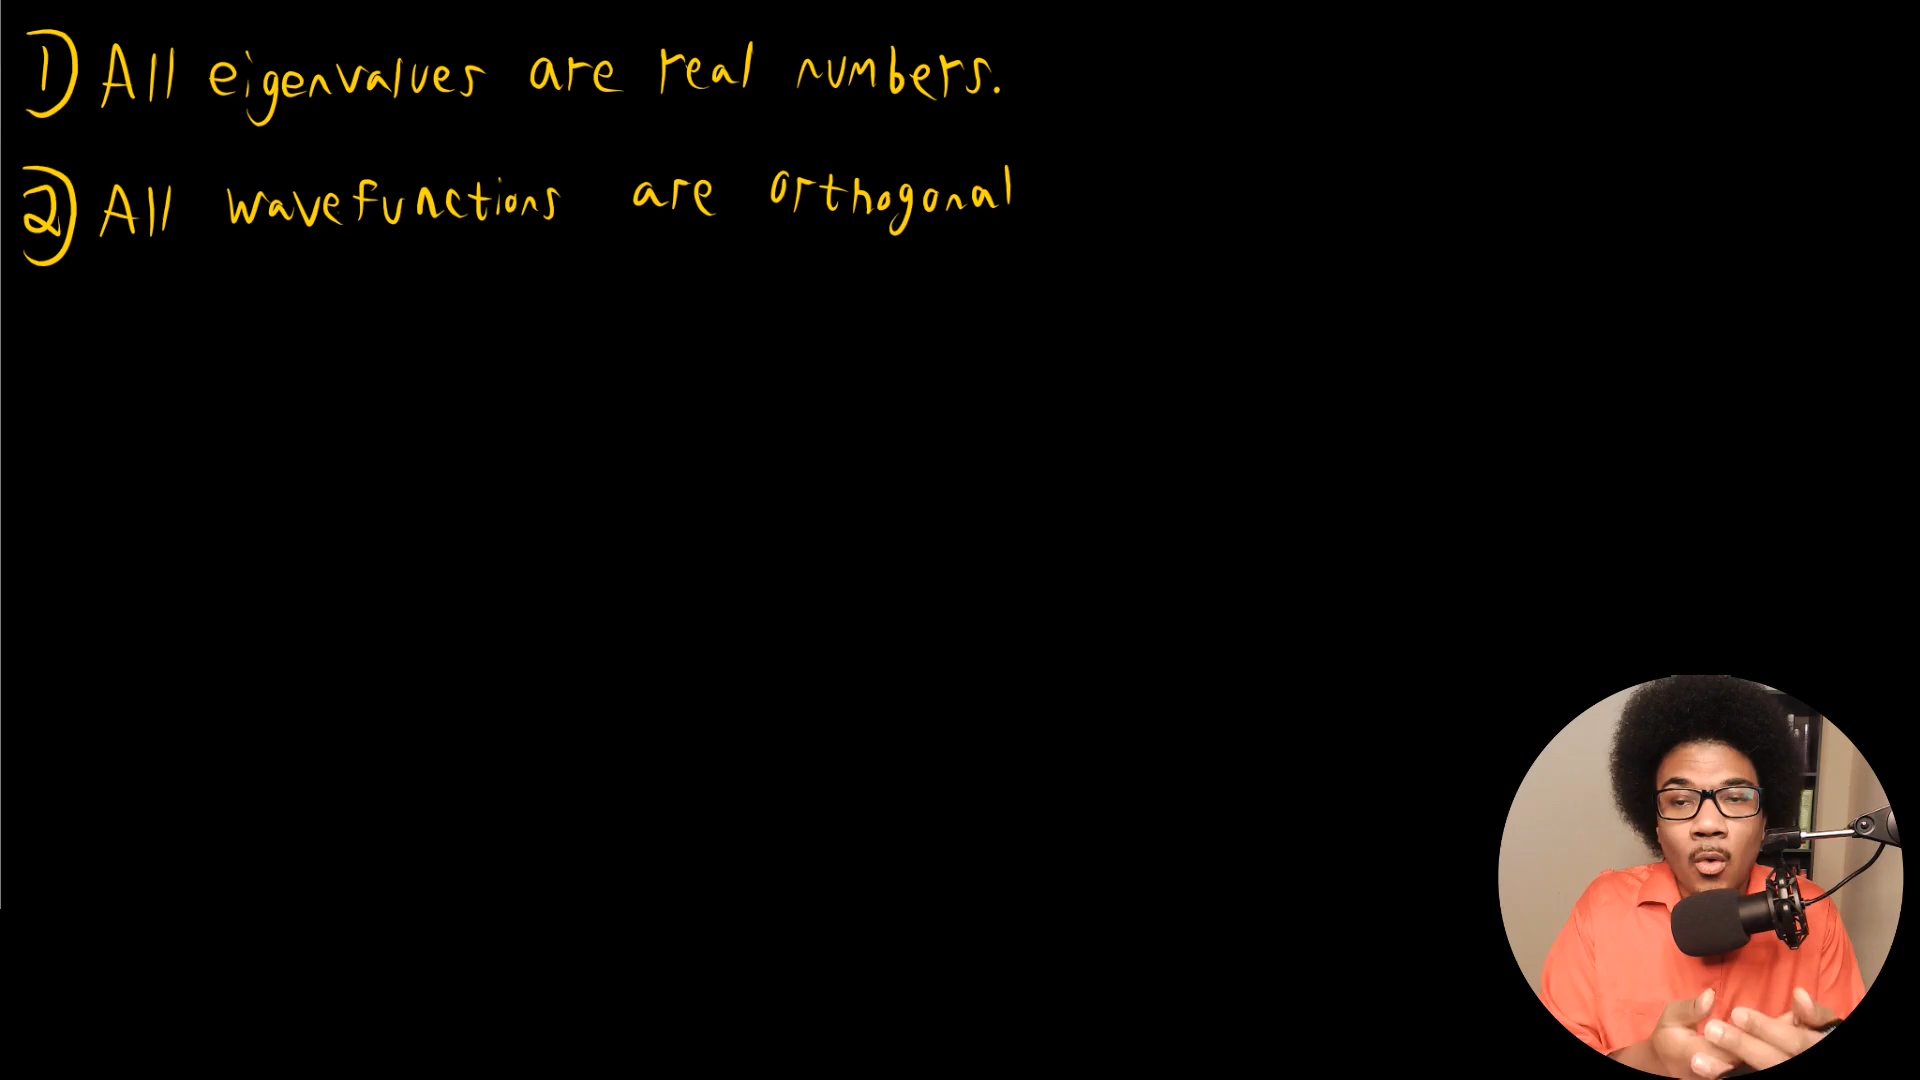 1) All eigenvalues are real numbers.
2) All wavefunctions are orthogonal